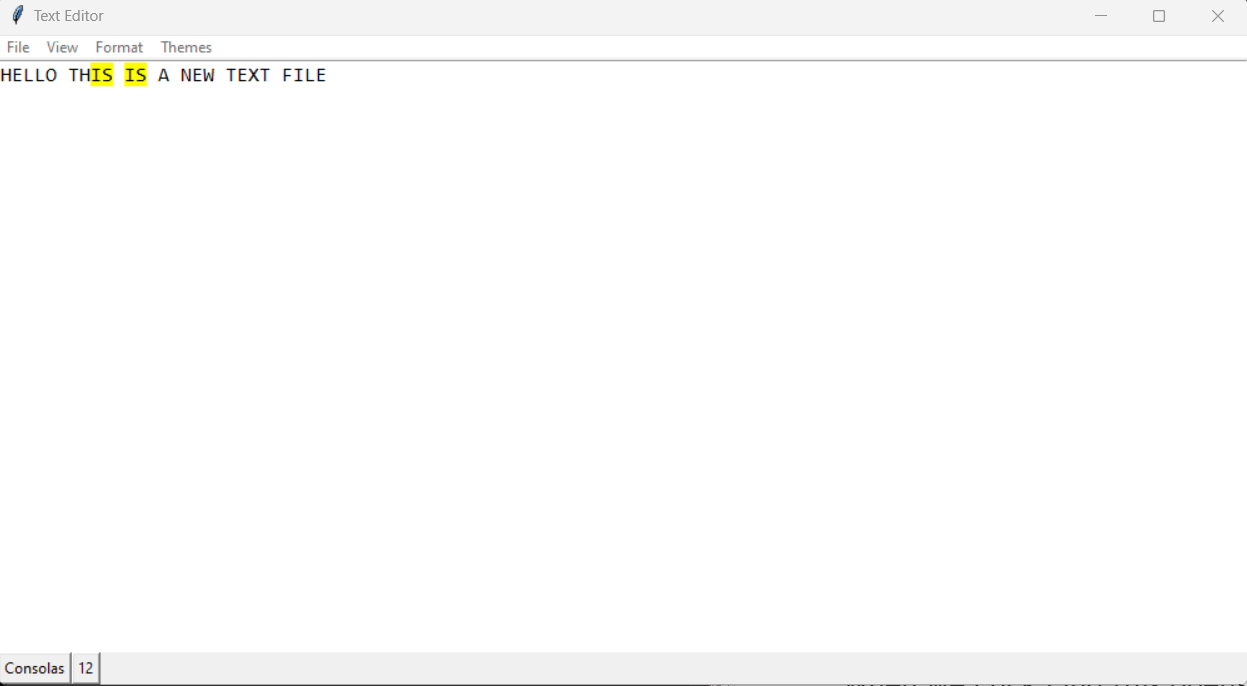 Text Editor
File View Format Themes
HELLO THIS IS A NEW TEXT FILE
Consolas 12